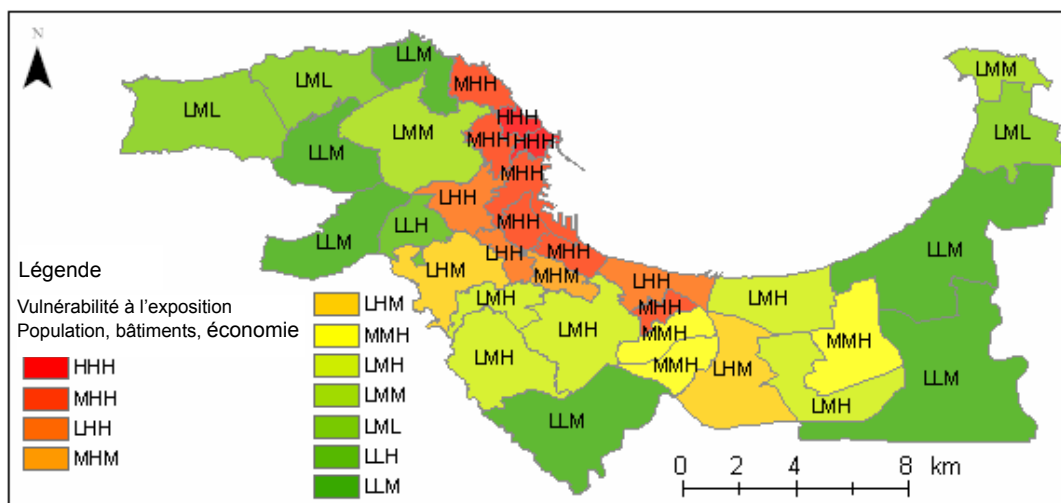 N
LLM
LML
MHH
LMM
LML
HHH
LMM
MHH
HHH
LML
LLM
MHH
LHH
LLH
MHH
LLM
LLM
MHH
LHH
LHM
MHM
LHH
LMH
LMH
MHH
LMH
MMH
MMH
LMH
MMH
LHM
LLM
LMH
LLM
Légende
Vulnérabilité à l'exposition
Population, bâtiments, économie
HHH
MHH
LHH
MHM
LHM
MMH
LMH
LMM
LML
LLH
LLM
0 2 4 8 km